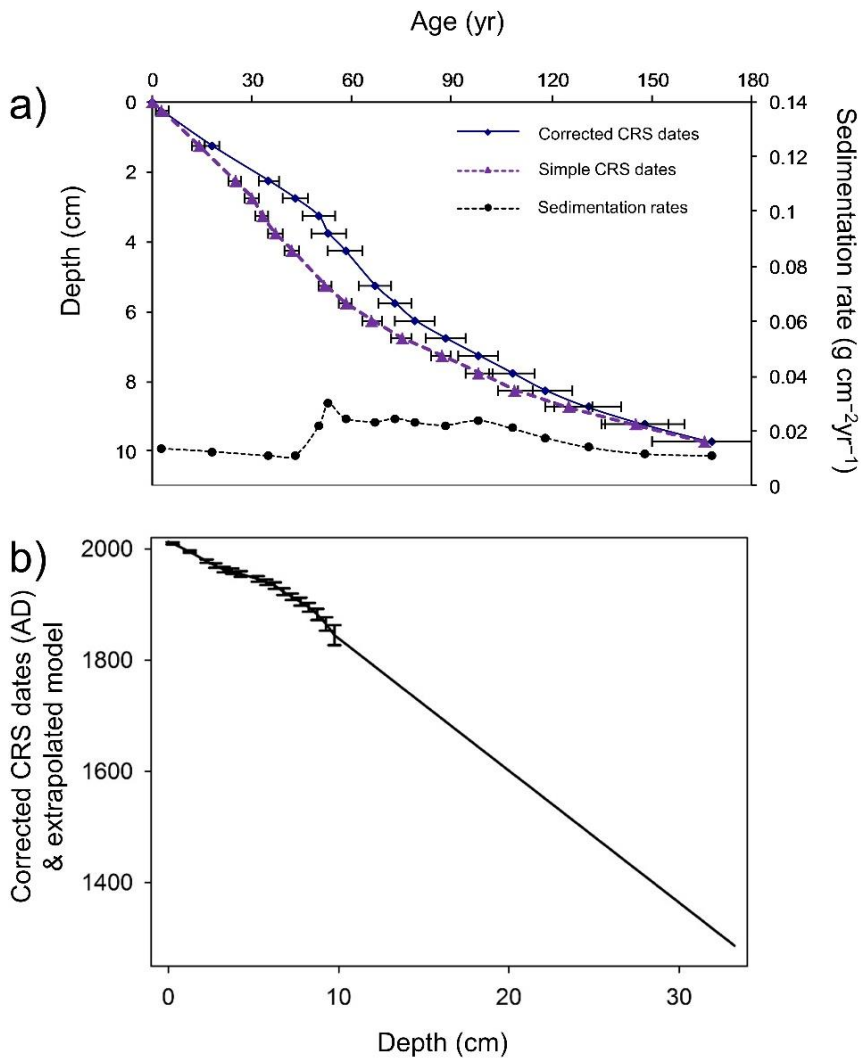 Age (yr)
a)
0 30 60 90 120 150 180
0 2 4 6 8 10
Depth (cm)
Corrected CRS dates
Simple CRS dates
Sedimentation rates
0.14 0.12 0.1 0.08 0.06 0.04 0.02 0
Sedimentation rate (g cm⁻²yr⁻¹)
b)
2000 1800 1600 1400
Corrected CRS dates (AD)
& extrapolated model
0 10 20 30
Depth (cm)